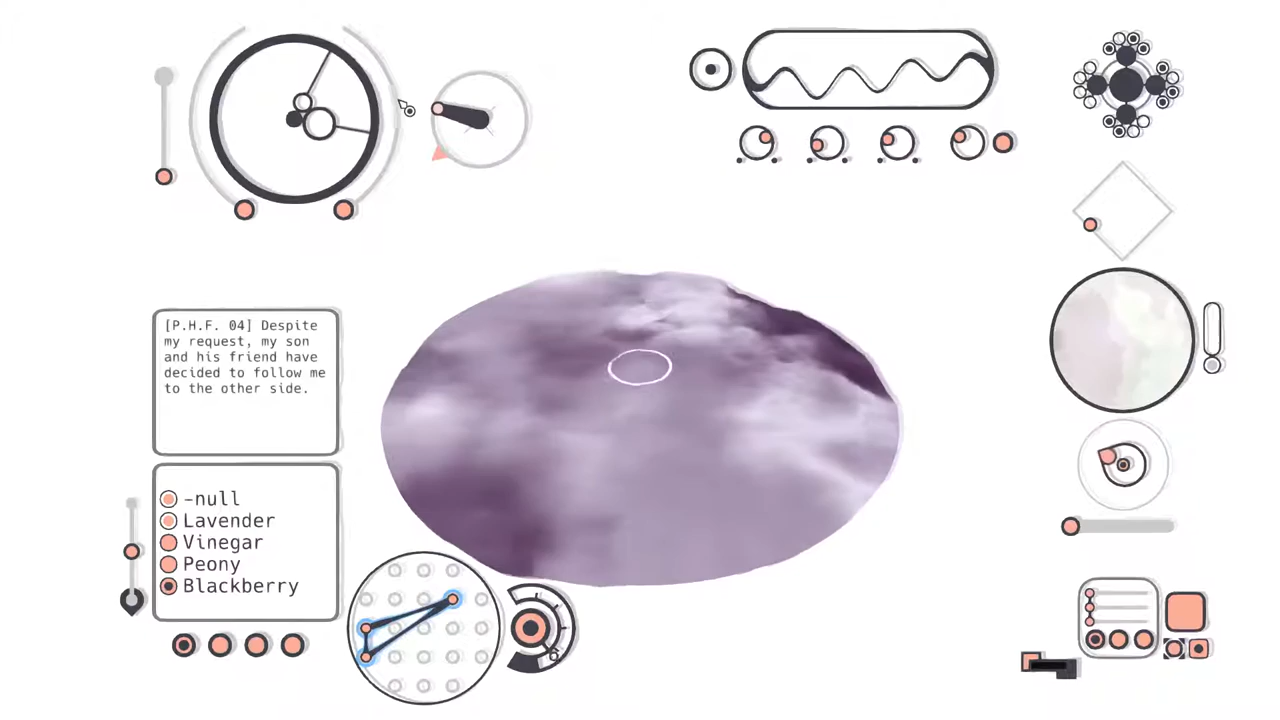 [P.H.F. 04] Despite
my request, my son
and his friend have
decided to follow me
to the other side.
-null
Lavender
Vinegar
Peony
Blackberry